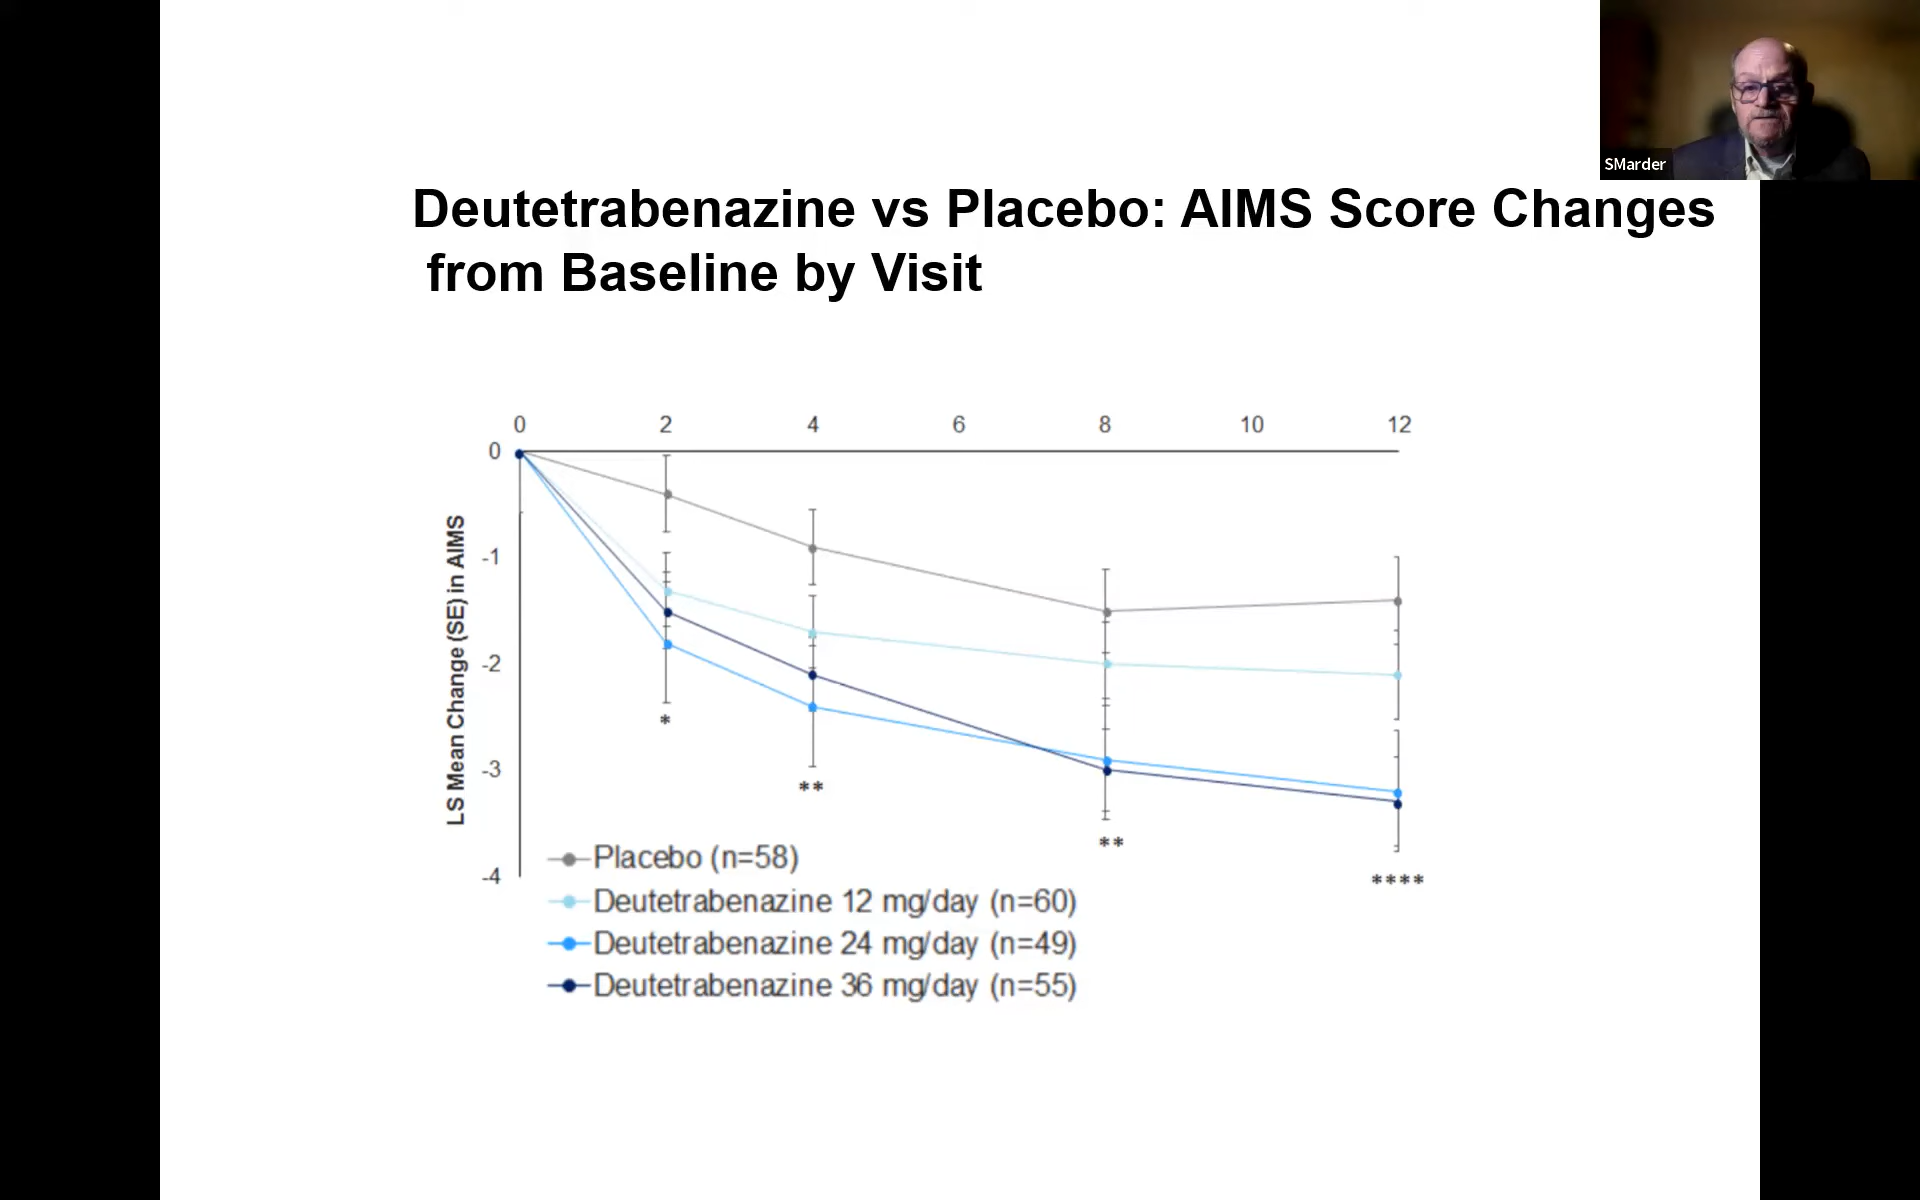 SMarder
Deutetrabenazine vs Placebo: AIMS Score Changes
from Baseline by Visit
0 2 4 6 8 10 12
0
-1
-2
-3
-4
LS Mean Change (SE) in AIMS
*
**
**
****
Placebo (n=58)
Deutetrabenazine 12 mg/day (n=60)
Deutetrabenazine 24 mg/day (n=49)
Deutetrabenazine 36 mg/day (n=55)